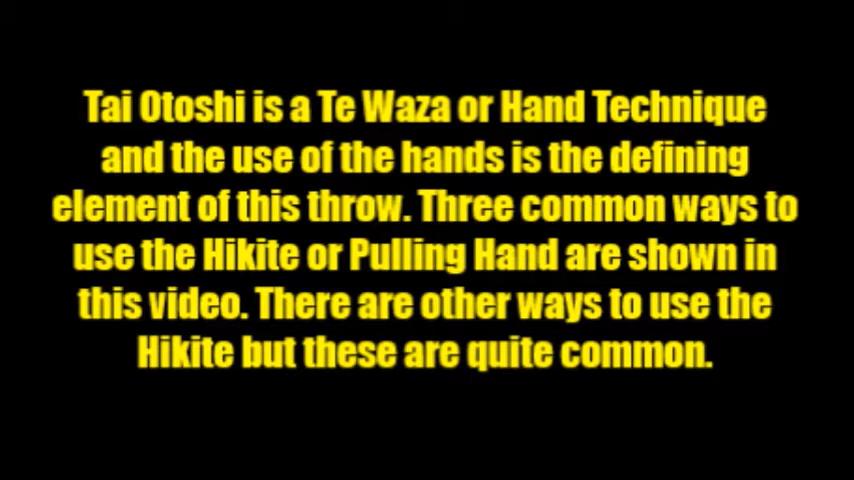 Tai Otoshi is a Te Waza or Hand Technique
and the use of the hands is the defining
element of this throw. Three common ways to
use the Hikite or Pulling Hand are shown in
this video. There are other ways to use the
Hikite but these are quite common.